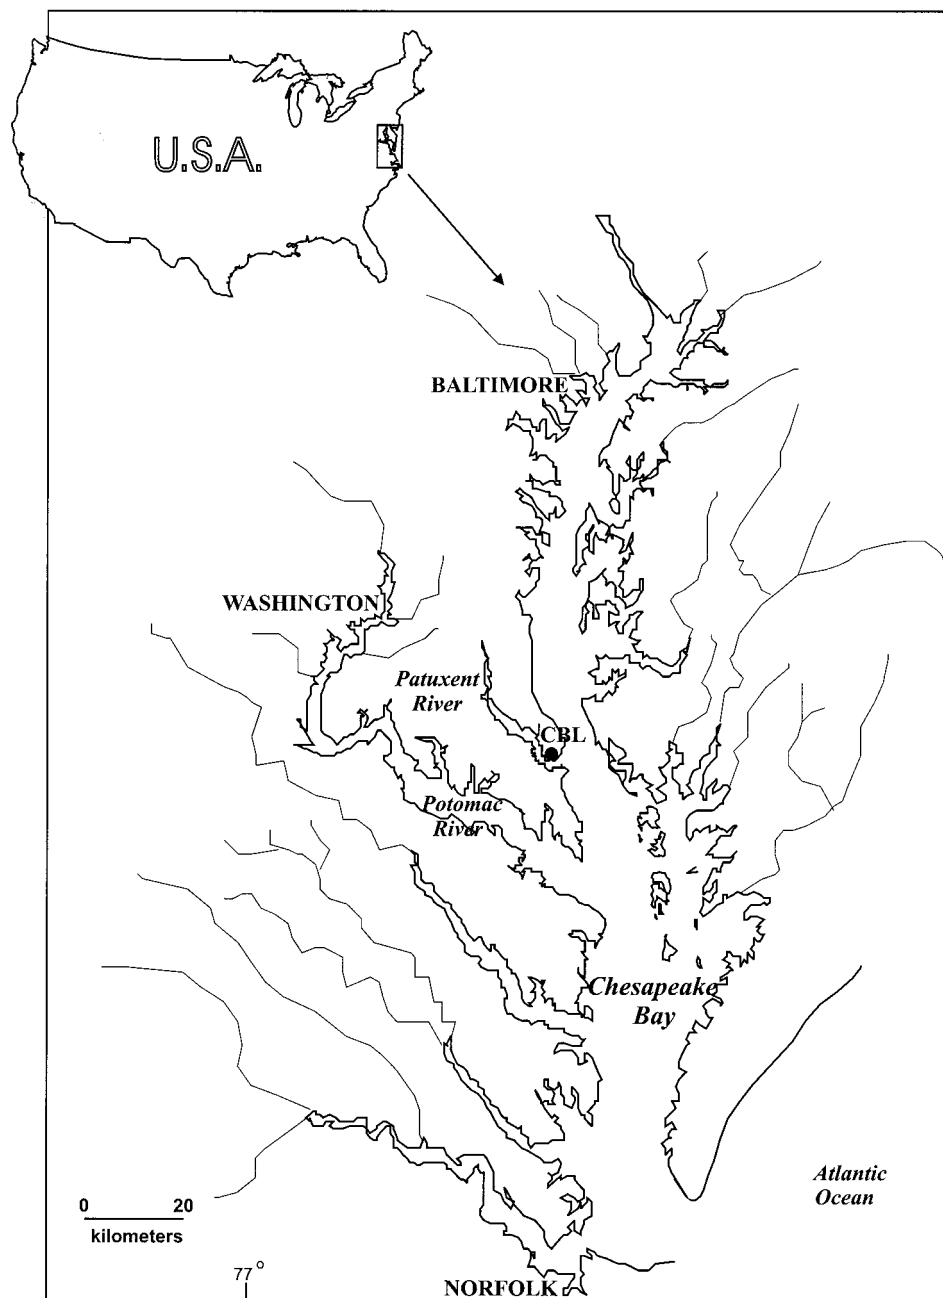 U.S.A.
BALTIMORE
WASHINGTON
Patuxent
River
CBL
Potomac
River
Chesapeake
Bay
Atlantic
Ocean
0 20
kilometers
77°
NORFOLK